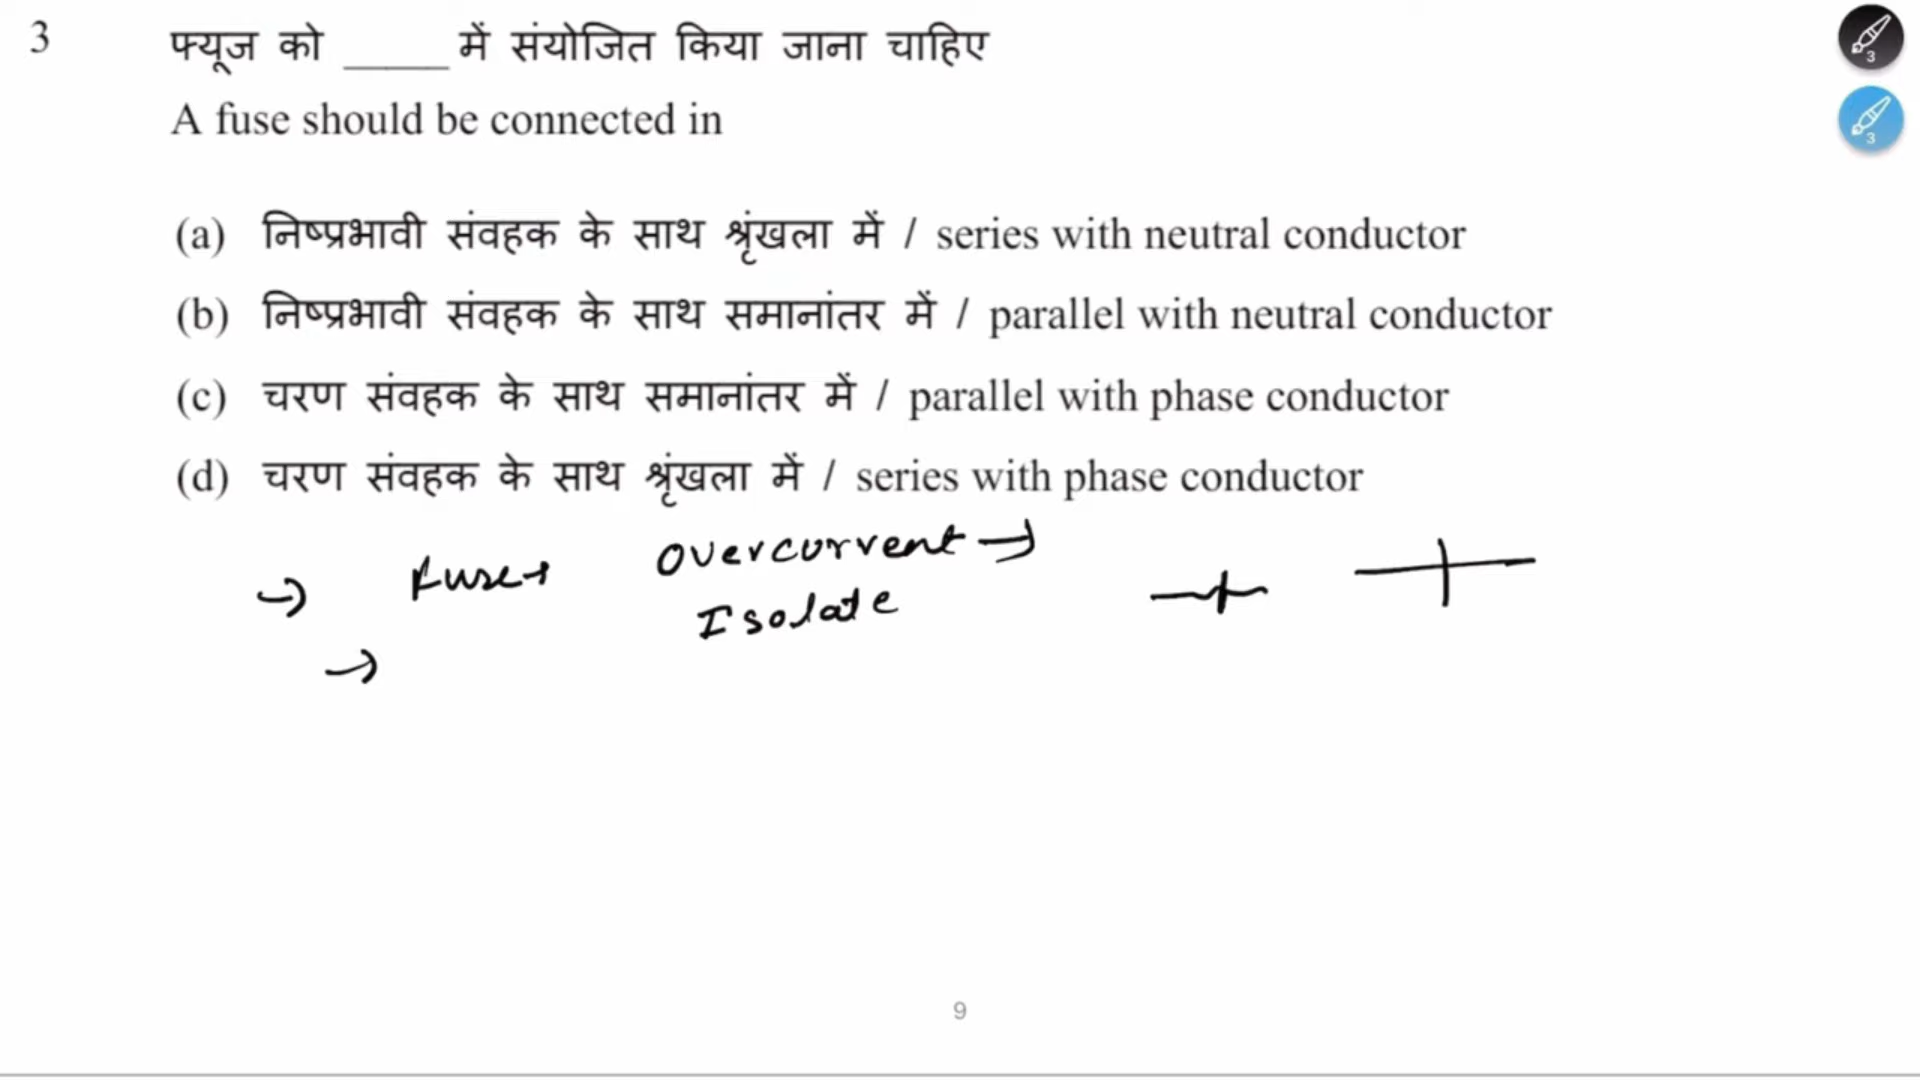 3 फ्यूज को _____ में संयोजित किया जाना चाहिए
A fuse should be connected in
(a) निष्प्रभावी संवहक के साथ श्रृंखला में / series with neutral conductor
(b) निष्प्रभावी संवहक के साथ समानांतर में / parallel with neutral conductor
(c) चरण संवहक के साथ समानांतर में / parallel with phase conductor
(d) चरण संवहक के साथ श्रृंखला में / series with phase conductor
→ fuse→ Overcurrent →
Isolate
→
9
3
3